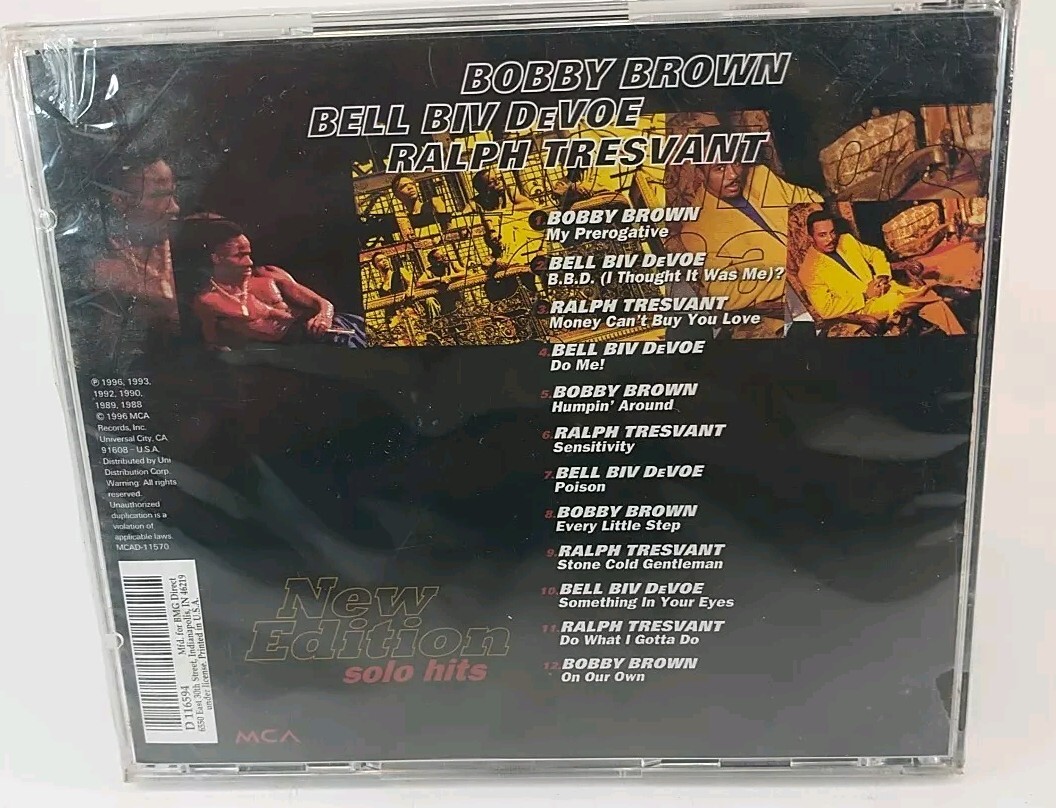 BOBBY BROWN
BELL BIV DeVOE
RALPH TRESVANT
1. BOBBY BROWN
My Prerogative
2. BELL BIV DeVOE
B.B.D. (I Thought It Was Me)?
3. RALPH TRESVANT
Money Can't Buy You Love
4. BELL BIV DeVOE
Do Me!
5. BOBBY BROWN
Humpin' Around
6. RALPH TRESVANT
Sensitivity
7. BELL BIV DeVOE
Poison
8. BOBBY BROWN
Every Little Step
9. RALPH TRESVANT
Stone Cold Gentleman
10. BELL BIV DeVOE
Something In Your Eyes
11. RALPH TRESVANT
Do What I Gotta Do
12. BOBBY BROWN
On Our Own
℗ 1996, 1993,
1992, 1990,
1989, 1988
© 1996 MCA
Records, Inc.
Universal City, CA
91608 – U.S.A.
Distributed by Uni
Distribution Corp.
Warning: All rights
reserved.
Unauthorized
duplication is a
violation of
applicable laws.
MCAD-11570
D 116594 Mfd. for BMG Direct
6550 East 30th Street, Indianapolis, IN 46219
under license. Printed in U.S.A.
New
Edition
solo hits
MCA